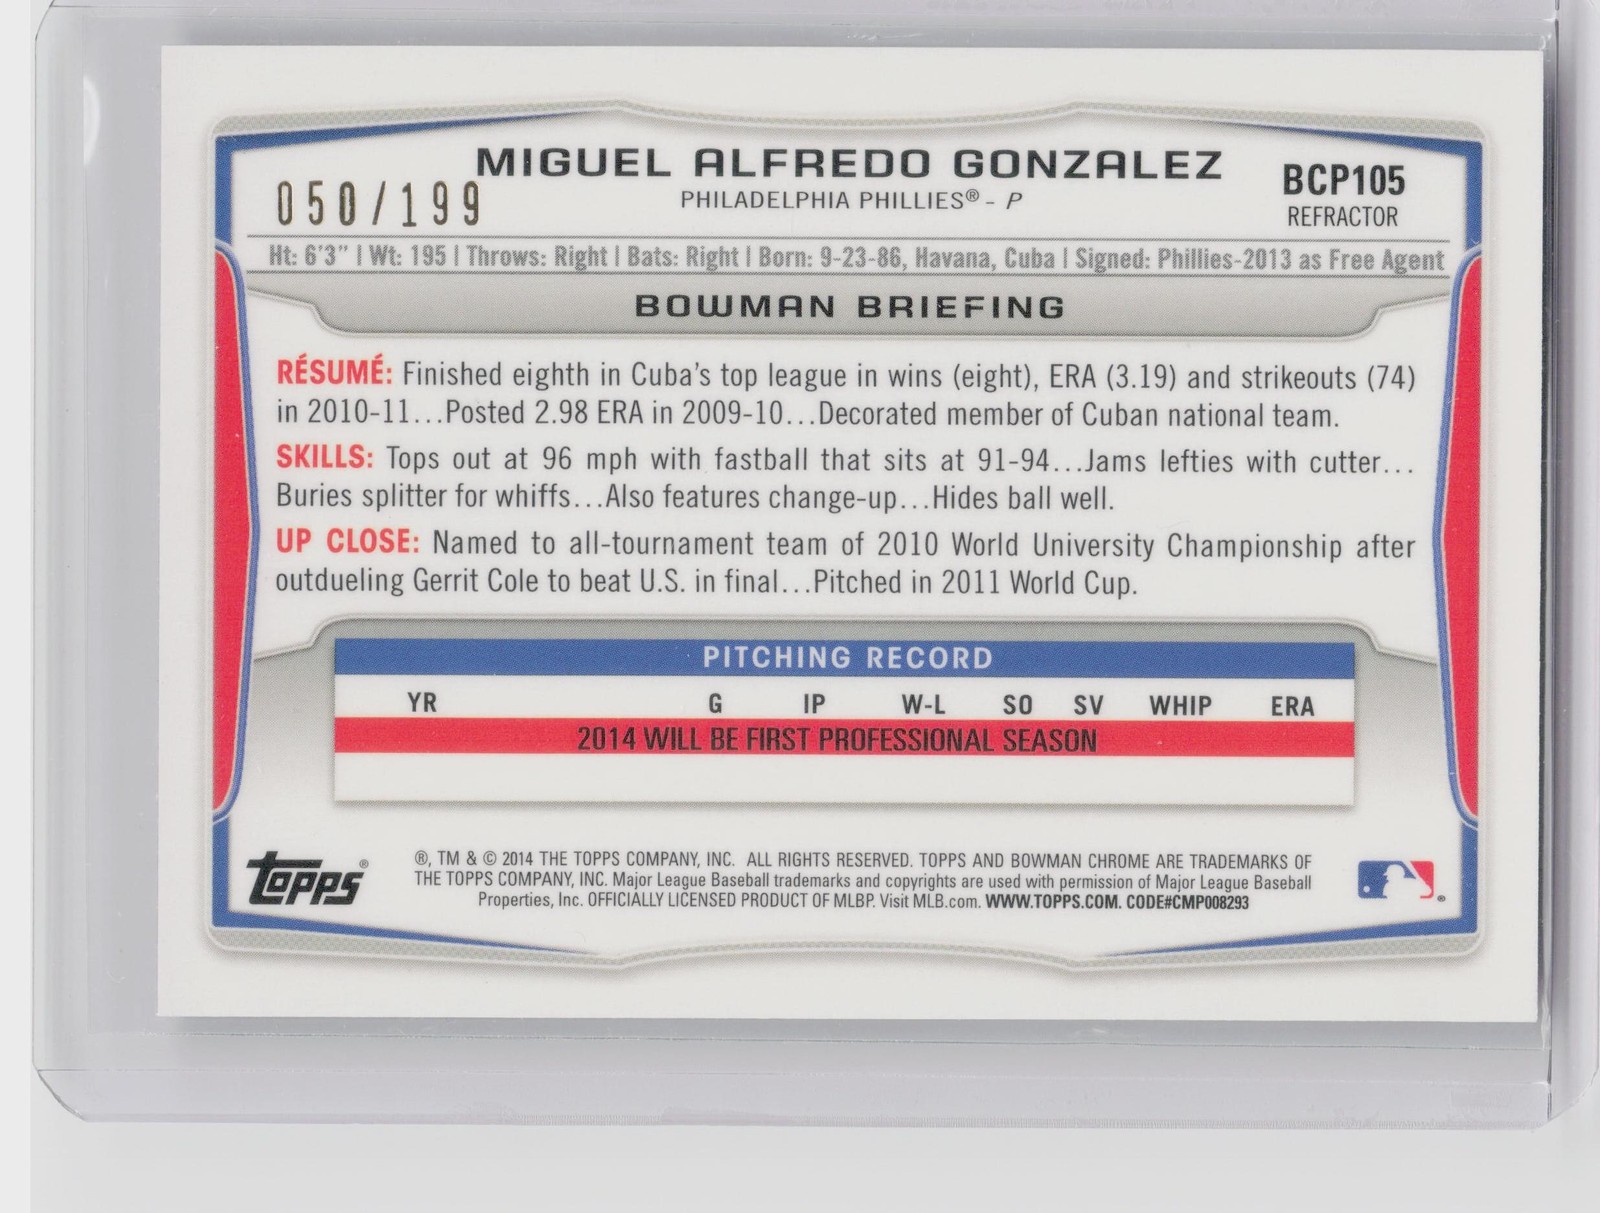 MIGUEL ALFREDO GONZALEZ
050/199
PHILADELPHIA PHILLIES® - P
BCP105
REFRACTOR
Ht: 6'3" | Wt: 195 | Throws: Right | Bats: Right | Born: 9-23-86, Havana, Cuba | Signed: Phillies-2013 as Free Agent
BOWMAN BRIEFING
RÉSUMÉ: Finished eighth in Cuba's top league in wins (eight), ERA (3.19) and strikeouts (74)
in 2010-11...Posted 2.98 ERA in 2009-10...Decorated member of Cuban national team.
SKILLS: Tops out at 96 mph with fastball that sits at 91-94...Jams lefties with cutter...
Buries splitter for whiffs...Also features change-up...Hides ball well.
UP CLOSE: Named to all-tournament team of 2010 World University Championship after
outdueling Gerrit Cole to beat U.S. in final...Pitched in 2011 World Cup.
PITCHING RECORD
YR G IP W-L SO SV WHIP ERA
2014 WILL BE FIRST PROFESSIONAL SEASON
topps®
®, TM & © 2014 THE TOPPS COMPANY, INC. ALL RIGHTS RESERVED. TOPPS AND BOWMAN CHROME ARE TRADEMARKS OF
THE TOPPS COMPANY, INC. Major League Baseball trademarks and copyrights are used with permission of Major League Baseball
Properties, Inc. OFFICIALLY LICENSED PRODUCT OF MLBP. Visit MLB.com. WWW.TOPPS.COM. CODE#CMP008293